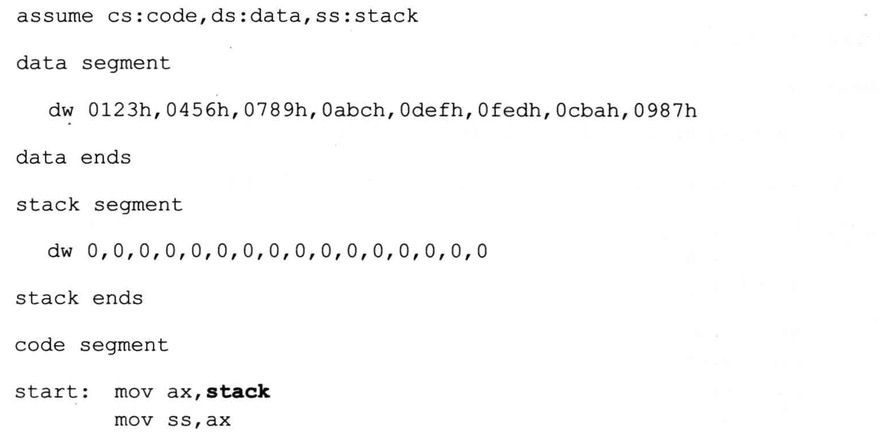 assume cs:code,ds:data,ss:stack
data segment
dw 0123h,0456h,0789h,0abch,0defh,0fedh,0cbah,0987h
data ends
stack segment
dw 0,0,0,0,0,0,0,0,0,0,0,0,0,0,0,0
stack ends
code segment
start: mov ax,stack
mov ss,ax